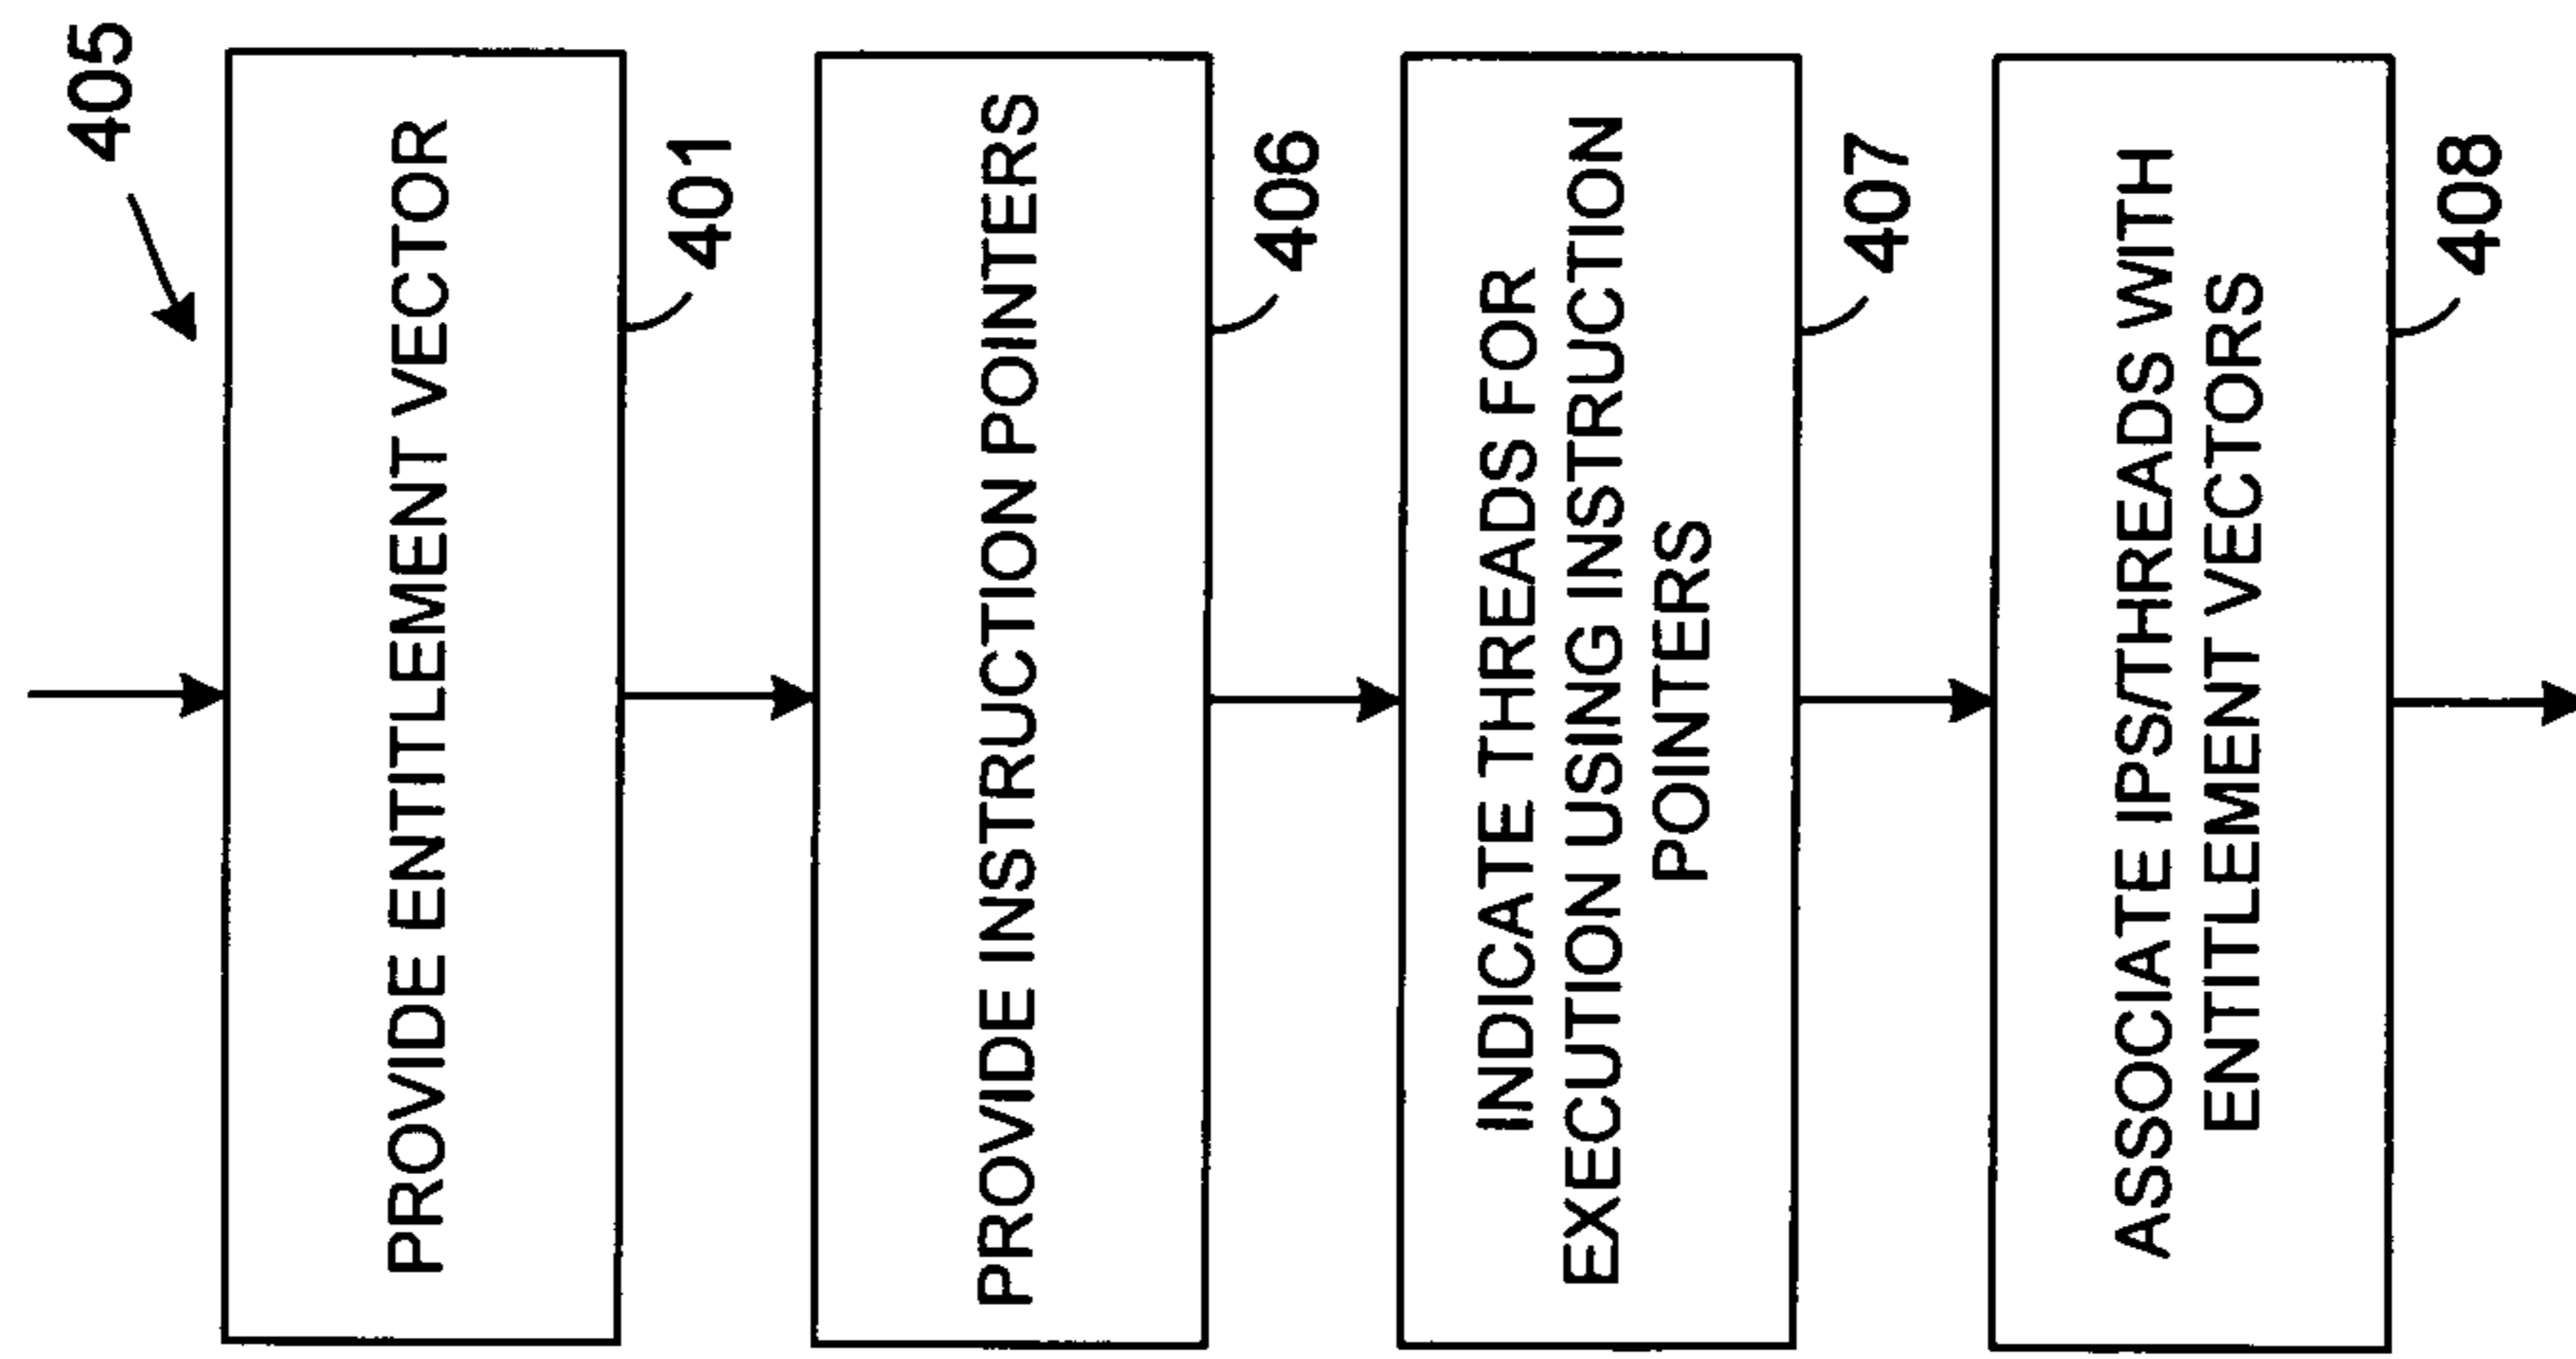 405
PROVIDE ENTITLEMENT VECTOR
401
PROVIDE INSTRUCTION POINTERS
406
INDICATE THREADS FOR
EXECUTION USING INSTRUCTION
POINTERS
407
ASSOCIATE IPS/THREADS WITH
ENTITLEMENT VECTORS
408